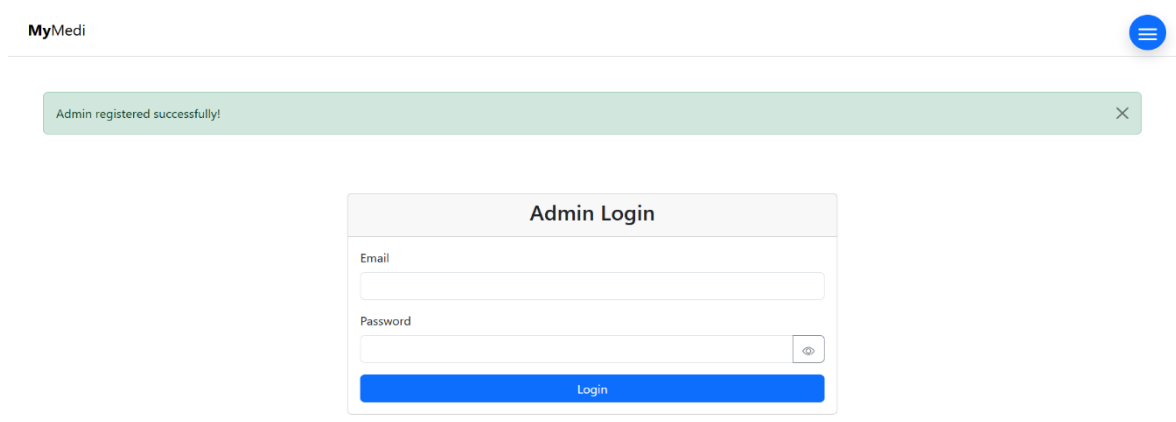 MyMedi
Admin registered successfully!
Admin Login
Email
Password
Login